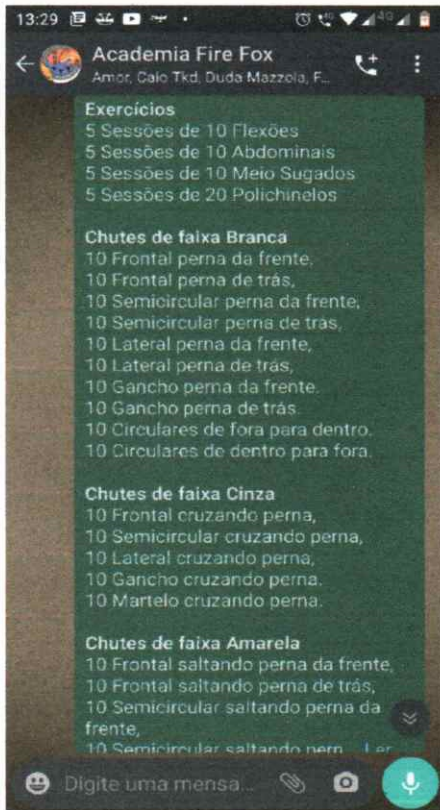 13:29
4G
Academia Fire Fox
Amor, Caio Tkd, Duda Mazzola, F...
Exercícios
5 Sessões de 10 Flexões
5 Sessões de 10 Abdominais
5 Sessões de 10 Meio Sugados
5 Sessões de 20 Polichinelos
Chutes de faixa Branca
10 Frontal perna da frente,
10 Frontal perna de trás,
10 Semicircular perna da frente,
10 Semicircular perna de trás,
10 Lateral perna da frente,
10 Lateral perna de trás,
10 Gancho perna da frente.
10 Gancho perna de trás.
10 Circulares de fora para dentro.
10 Circulares de dentro para fora.
Chutes de faixa Cinza
10 Frontal cruzando perna,
10 Semicircular cruzando perna,
10 Lateral cruzando perna,
10 Gancho cruzando perna.
10 Martelo cruzando perna.
Chutes de faixa Amarela
10 Frontal saltando perna da frente,
10 Frontal saltando perna de trás,
10 Semicircular saltando perna da
frente,
10 Semicircular saltando pern... Ler
Digite uma mensa...